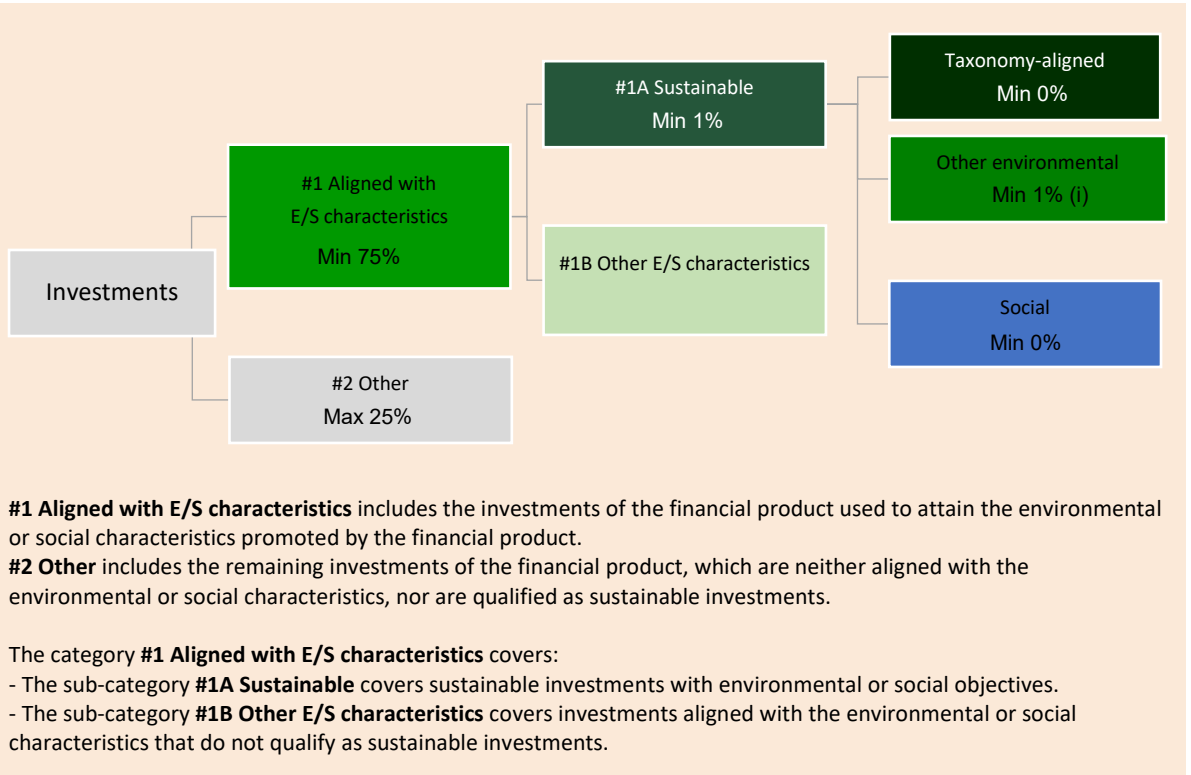 Investments
#1 Aligned with
E/S characteristics
Min 75%
#2 Other
Max 25%
#1A Sustainable
Min 1%
#1B Other E/S characteristics
Taxonomy-aligned
Min 0%
Other environmental
Min 1% (i)
Social
Min 0%
#1 Aligned with E/S characteristics includes the investments of the financial product used to attain the environmental
or social characteristics promoted by the financial product.
#2 Other includes the remaining investments of the financial product, which are neither aligned with the
environmental or social characteristics, nor are qualified as sustainable investments.
The category #1 Aligned with E/S characteristics covers:
- The sub-category #1A Sustainable covers sustainable investments with environmental or social objectives.
- The sub-category #1B Other E/S characteristics covers investments aligned with the environmental or social
characteristics that do not qualify as sustainable investments.